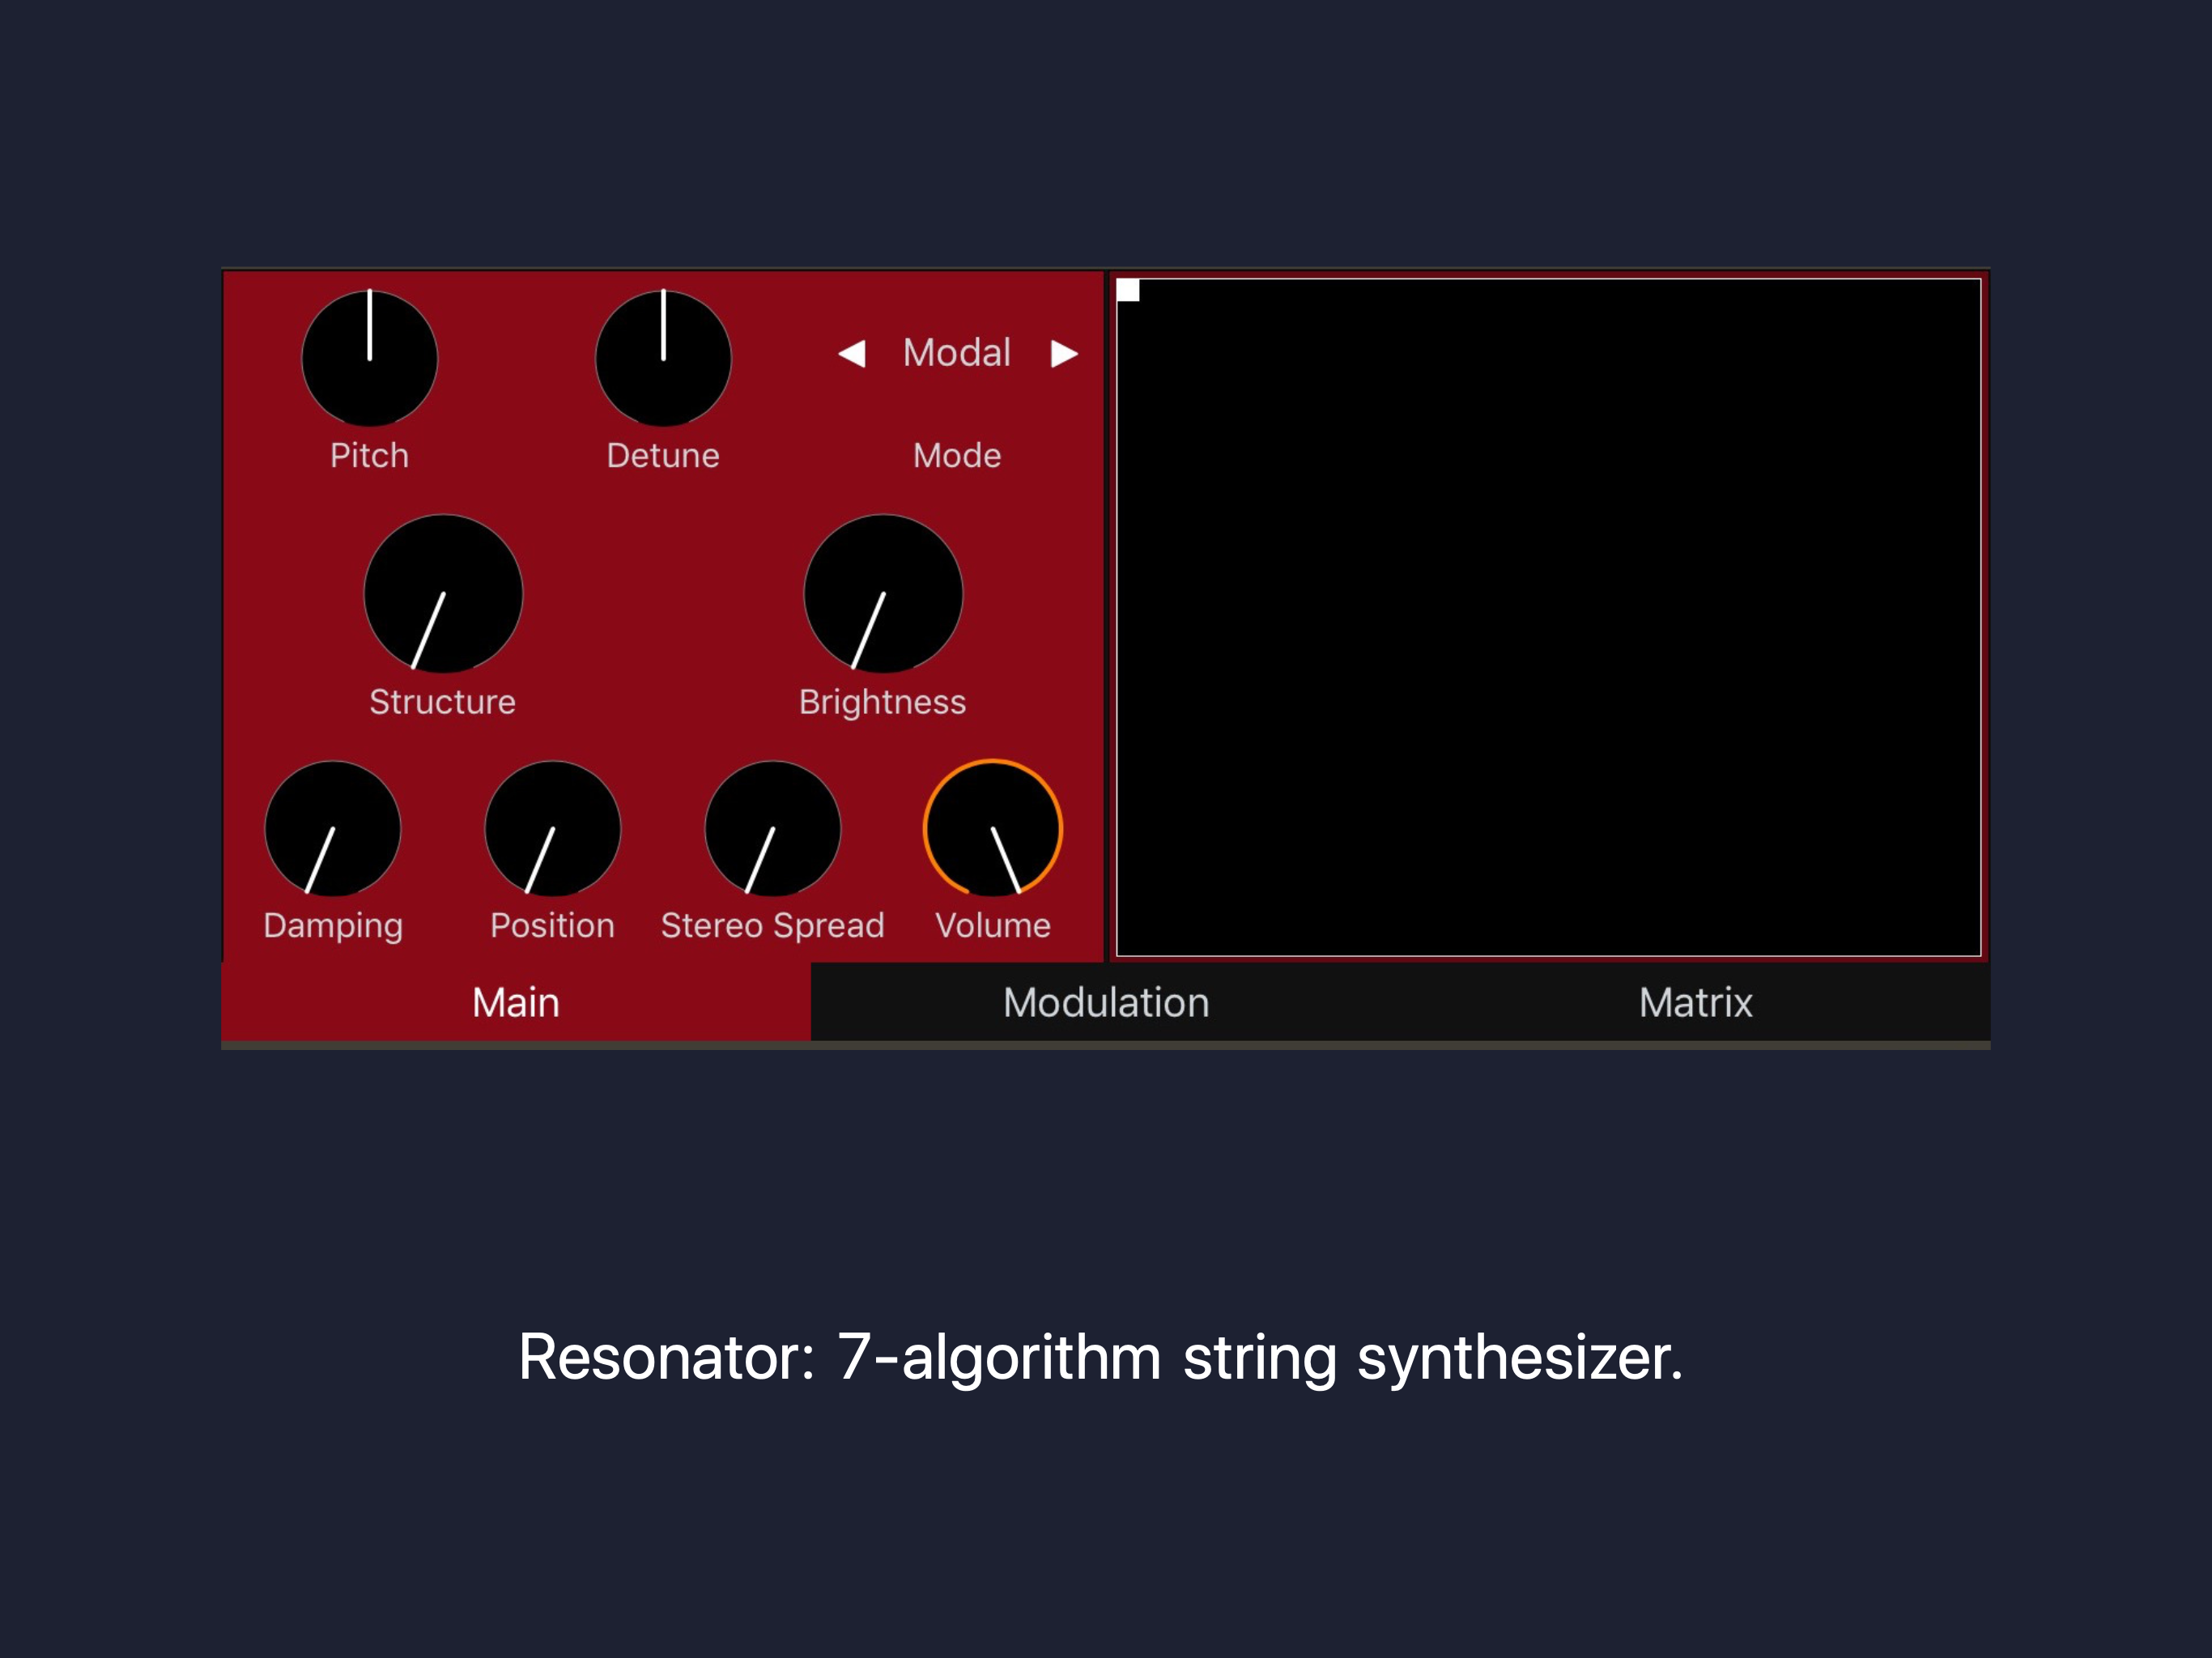 Modal
Pitch
Detune
Mode
Structure
Brightness
Damping
Position
Stereo Spread
Volume
Main
Modulation
Matrix
Resonator: 7-algorithm string synthesizer.